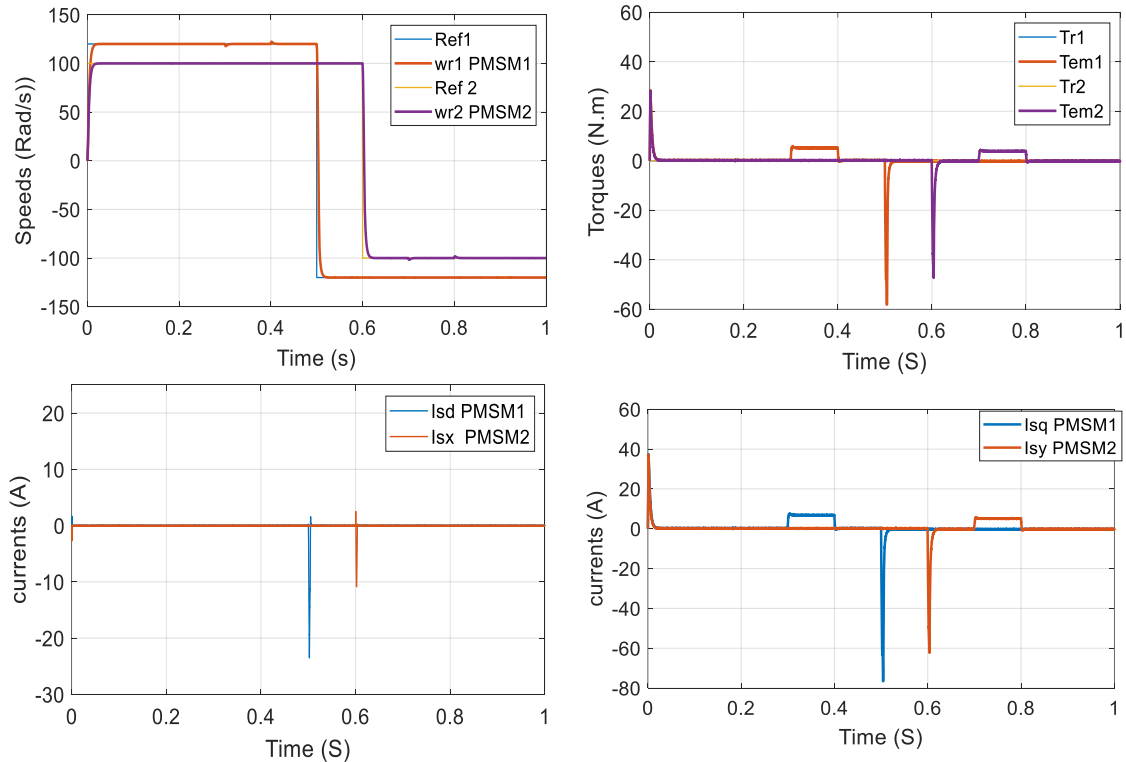 150
100
50
0
-50
-100
-150
Speeds (Rad/s))
0 0.2 0.4 0.6 0.8 1
Time (s)
Ref1
wr1 PMSM1
Ref 2
wr2 PMSM2
60
40
20
0
-20
-40
-60
Torques (N.m)
0 0.2 0.4 0.6 0.8 1
Time (S)
Tr1
Tem1
Tr2
Tem2
20
10
0
-10
-20
-30
currents (A)
0 0.2 0.4 0.6 0.8 1
Time (S)
Isd PMSM1
Isx PMSM2
60
40
20
0
-20
-40
-60
-80
currents (A)
0 0.2 0.4 0.6 0.8 1
Time (S)
Isq PMSM1
Isy PMSM2